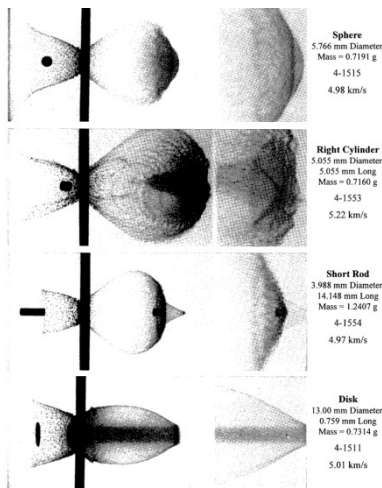 Sphere
5.766 mm Diameter
Mass = 0.7191 g
4-1515
4.98 km/s
Right Cylinder
5.055 mm Diameter
5.055 mm Long
Mass = 0.7160 g
4-1553
5.22 km/s
Short Rod
3.988 mm Diameter
14.148 mm Long
Mass = 1.2407 g
4-1554
4.97 km/s
Disk
13.00 mm Diameter
0.759 mm Long
Mass = 0.7314 g
4-1511
5.01 km/s